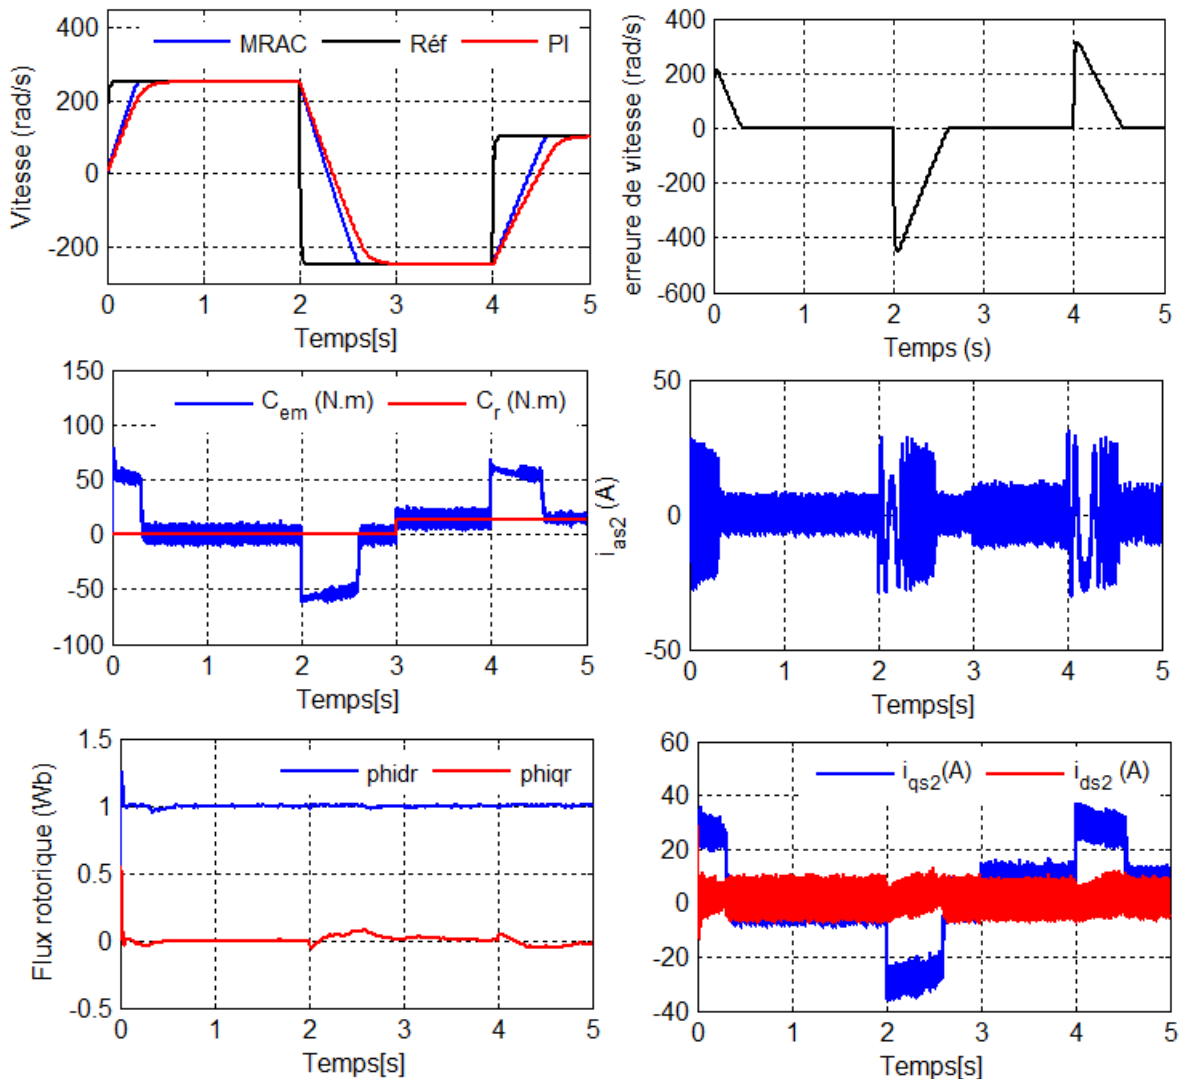 MRAC Réf PI
Vitesse (rad/s)
400
200
0
-200
0 1 2 3 4 5
Temps[s]
erreure de vitesse (rad/s)
400
200
0
-200
-400
-600
0 1 2 3 4 5
Temps (s)
C_em (N.m) C_r (N.m)
150
100
50
0
-50
-100
0 1 2 3 4 5
Temps[s]
i_as2 (A)
50
0
-50
0 1 2 3 4 5
Temps[s]
phidr phiqr
Flux rotorique (Wb)
1.5
1
0.5
0
-0.5
0 1 2 3 4 5
Temps[s]
i_qs2(A) i_ds2 (A)
60
40
20
0
-20
-40
0 1 2 3 4 5
Temps[s]